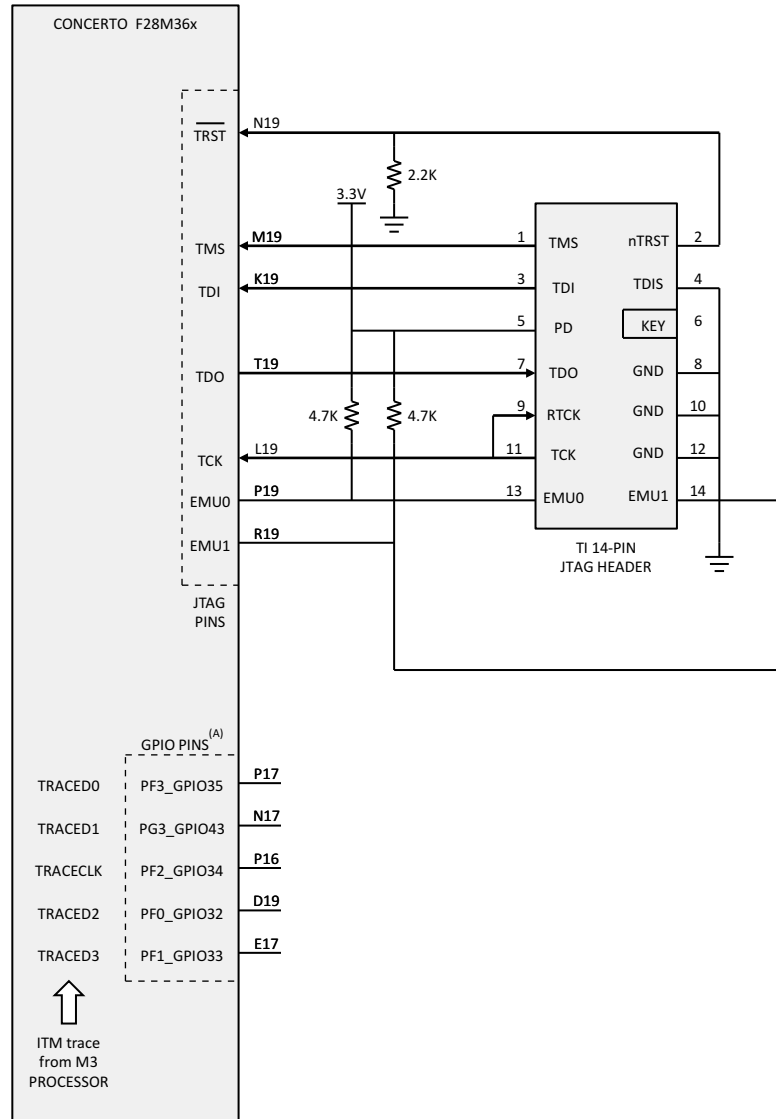 CONCERTO F28M36x
TRST
N19
2.2K
3.3V
TMS
M19
1
TMS
nTRST
2
TDI
K19
3
TDI
TDIS
4
5
PD
KEY
6
TDO
T19
7
TDO
GND
8
4.7K
4.7K
9
RTCK
GND
10
TCK
L19
11
TCK
GND
12
EMU0
P19
13
EMU0
EMU1
14
EMU1
R19
TI 14-PIN
JTAG HEADER
JTAG
PINS
GPIO PINS(A)
TRACED0
PF3_GPIO35
P17
TRACED1
PG3_GPIO43
N17
TRACECLK
PF2_GPIO34
P16
TRACED2
PF0_GPIO32
D19
TRACED3
PF1_GPIO33
E17
ITM trace
from M3
PROCESSOR